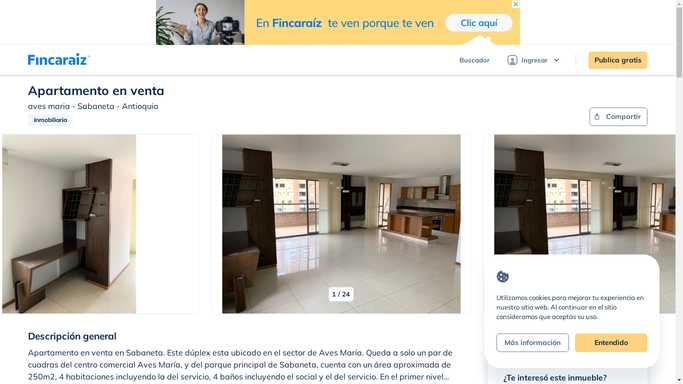 En Fincaraíz te ven porque te ven
Clic aquí
Fincaraíz
Buscador
Ingresar
Publica gratis
Apartamento en venta
aves maria - Sabaneta - Antioquia
Inmobiliaria
Compartir
1 / 24
Utilizamos cookies para mejorar tu experiencia en
nuestro sitio web. Al continuar en el sitio
consideramos que aceptas su uso.
Más información
Entendido
Descripción general
Apartamento en venta en Sabaneta. Este dúplex esta ubicado en el sector de Aves María. Queda a solo un par de
cuadras del centro comercial Aves María, y del parque principal de Sabaneta, cuenta con un área aproximada de
250m2, 4 habitaciones incluyendo la del servicio, 4 baños incluyendo el social y el del servicio. En el primer nivel...
¿Te interesó este inmueble?